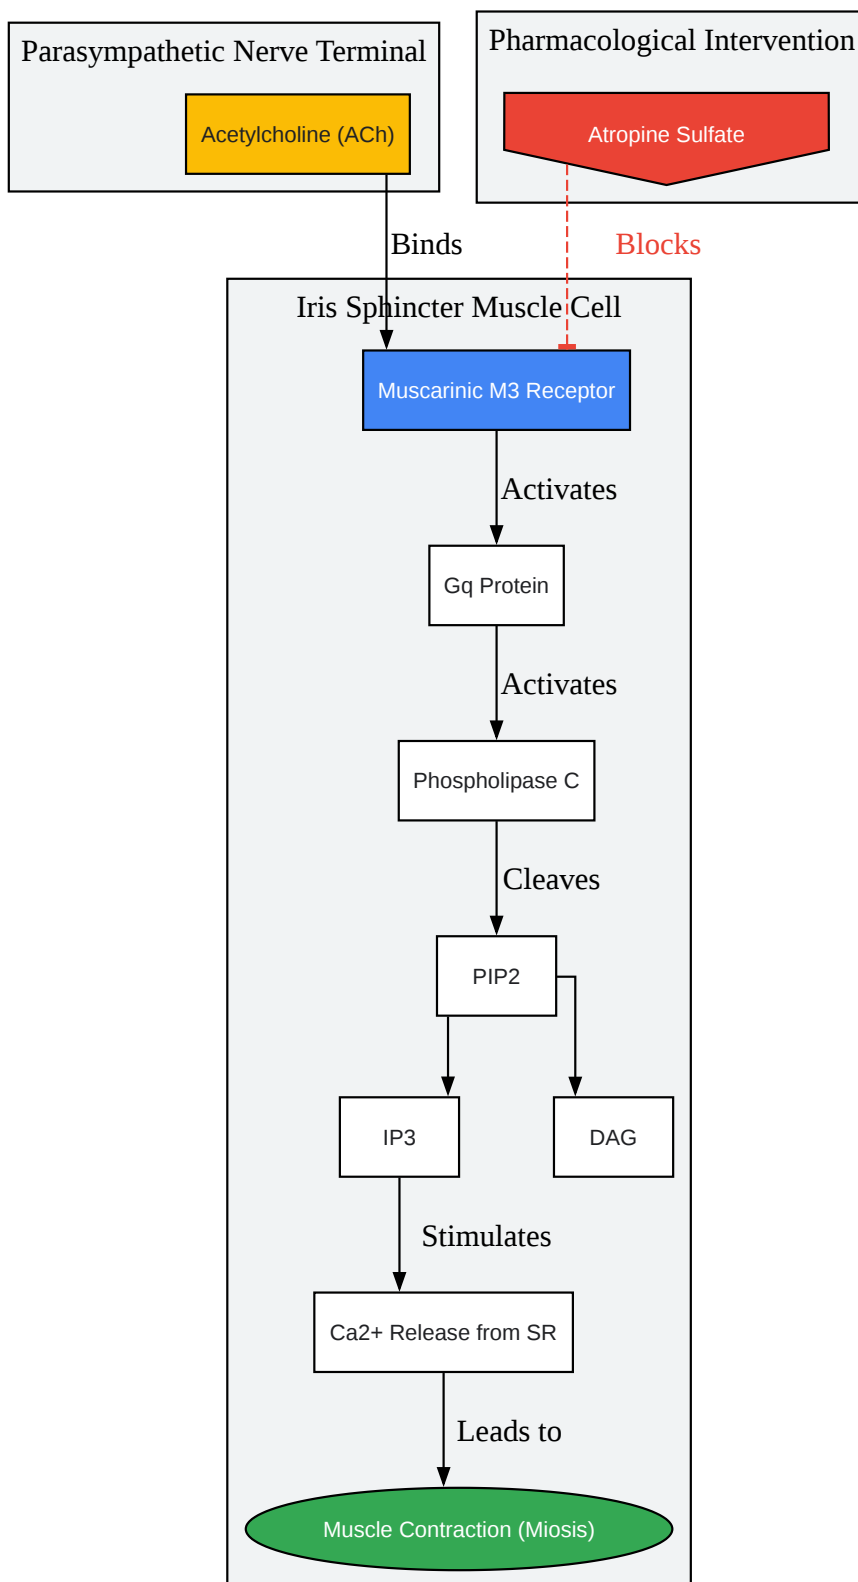 Parasympathetic Nerve Terminal
Pharmacological Intervention
Acetylcholine (ACh)
Atropine Sulfate
Binds
Blocks
Iris Sphincter Muscle Cell
Muscarinic M3 Receptor
Activates
Gq Protein
Activates
Phospholipase C
Cleaves
PIP2
IP3
DAG
Stimulates
Ca2+ Release from SR
Leads to
Muscle Contraction (Miosis)